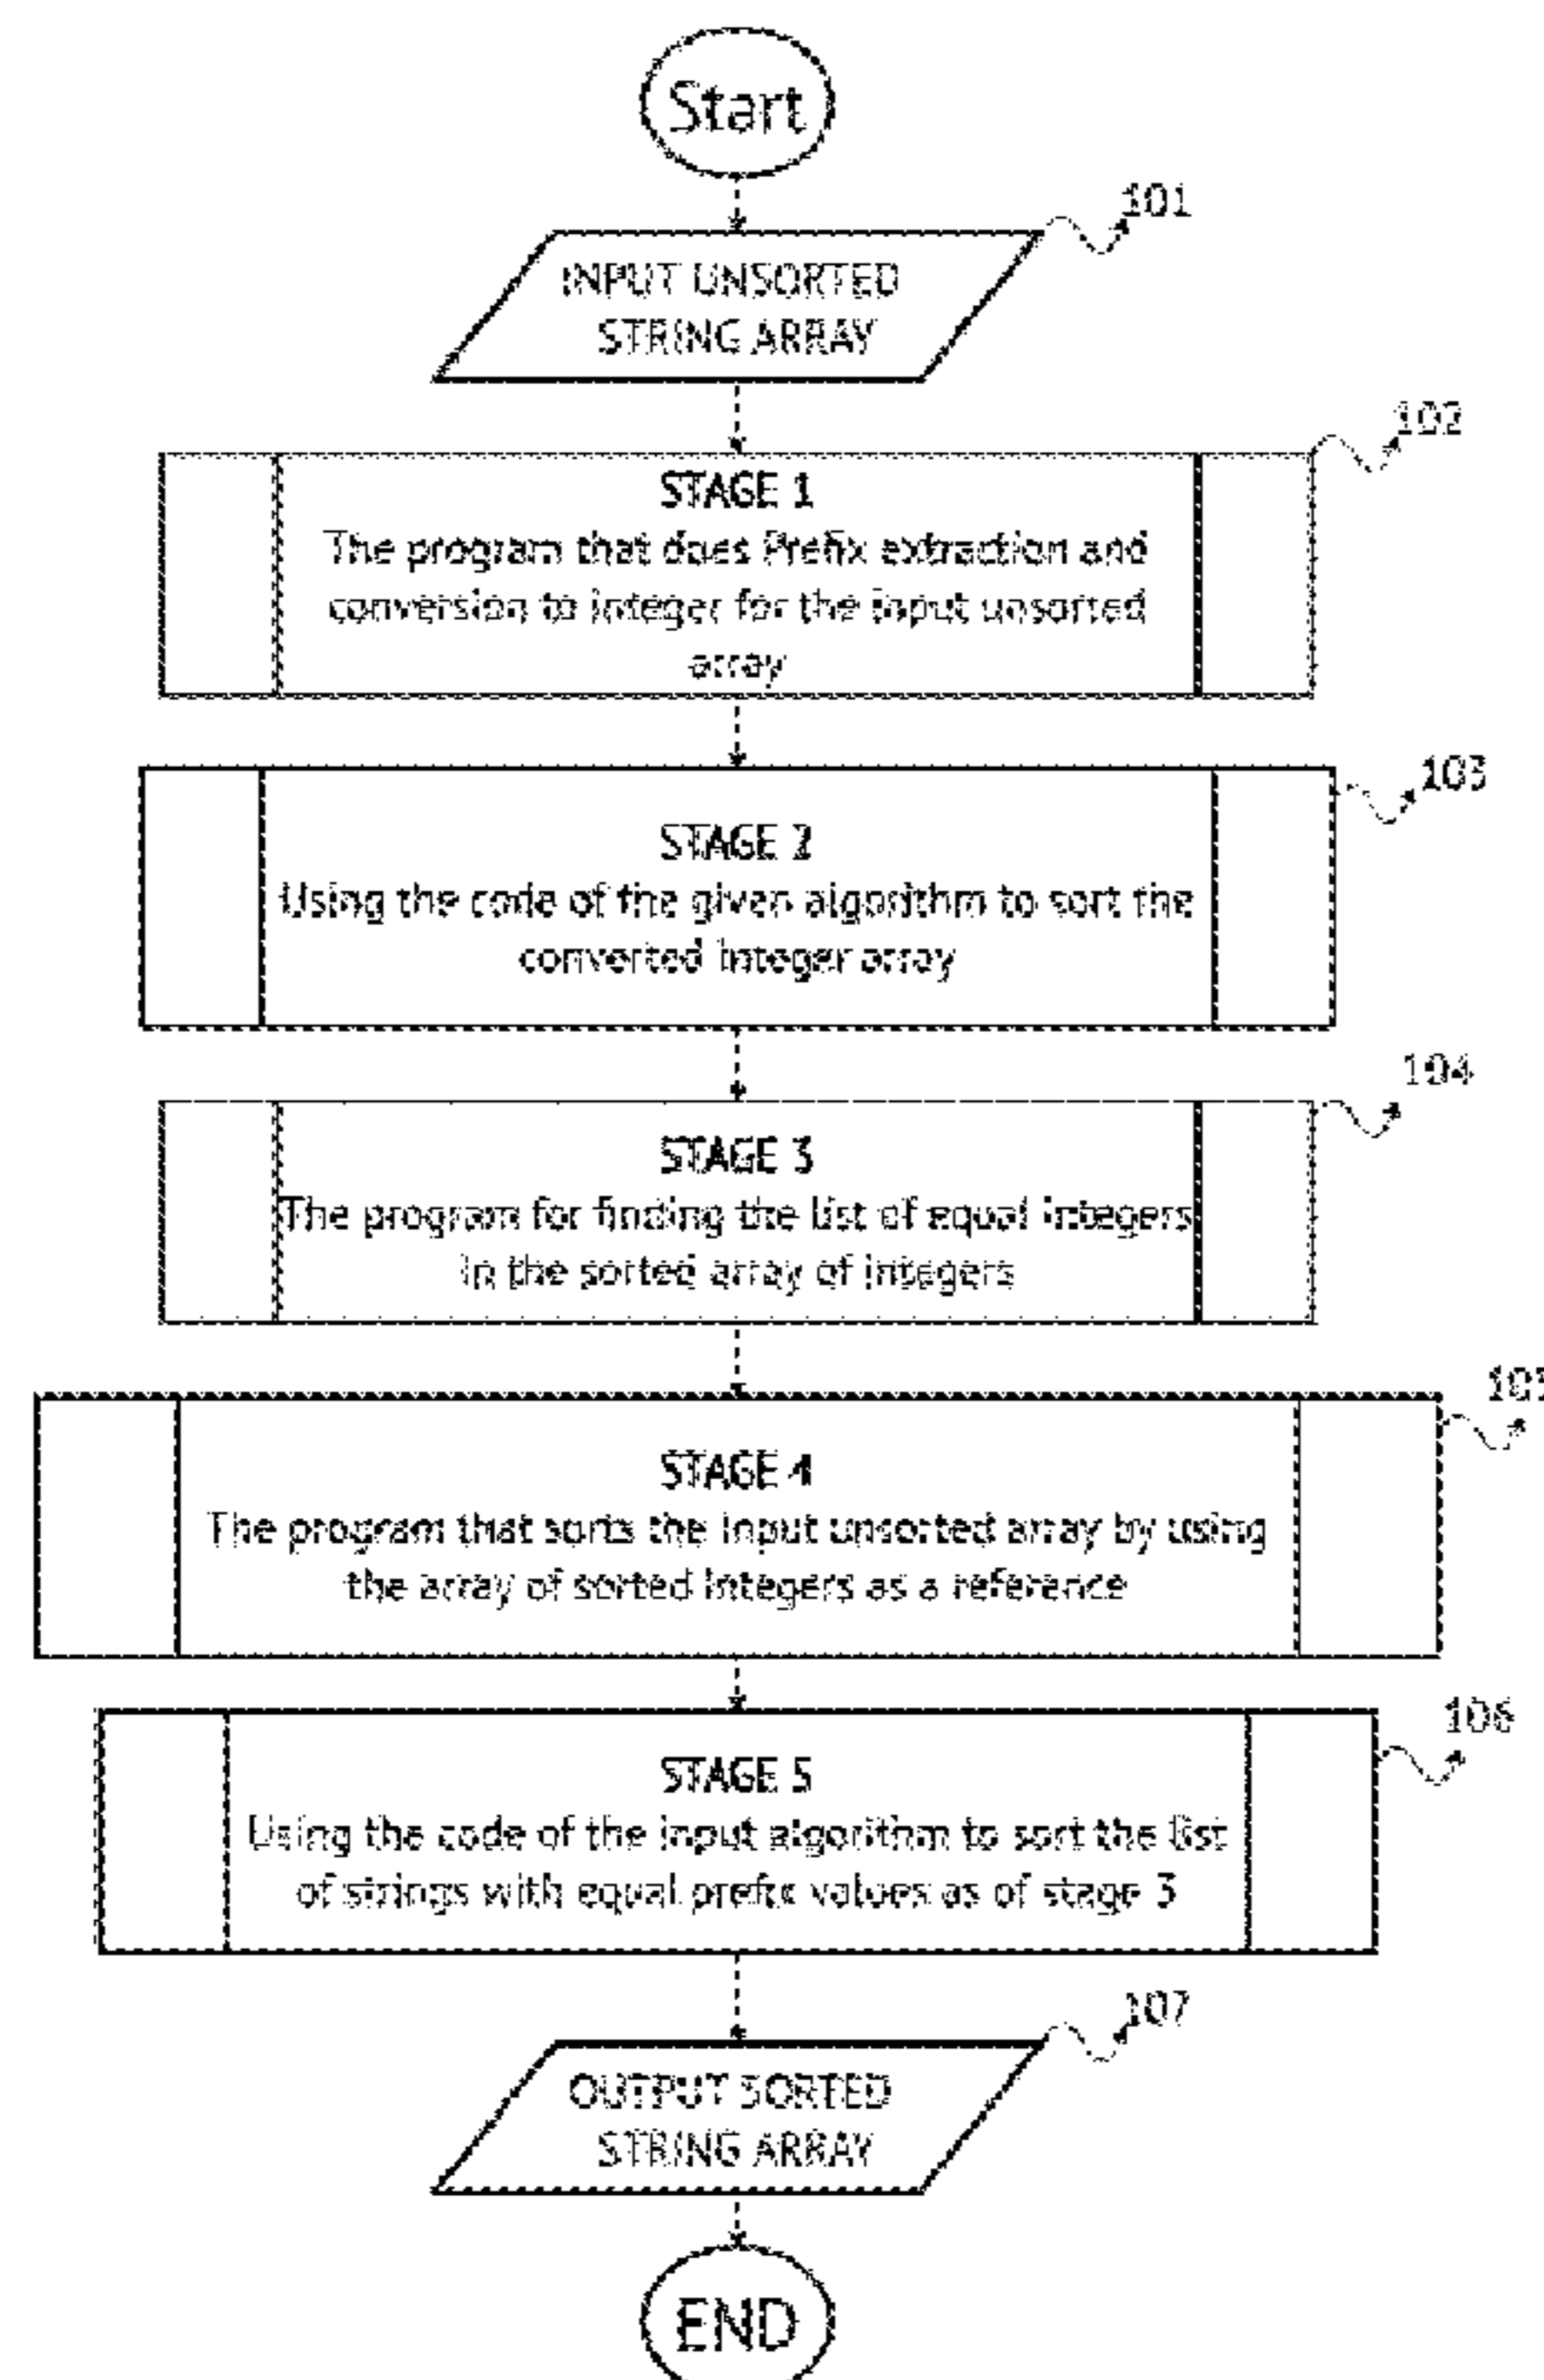 Start
101
INPUT UNSORTED
STRING ARRAY
102
STAGE 1
The program that does Prefix extraction and
conversion to integer for the input unsorted
array
103
STAGE 2
Using the code of the given algorithm to sort the
converted integer array
104
STAGE 3
The program for finding the list of equal integers
in the sorted array of integers
105
STAGE 4
The program that sorts the input unsorted array by using
the array of sorted integers as a reference
106
STAGE 5
Using the code of the input algorithm to sort the list
of strings with equal prefix values as of stage 3
107
OUTPUT SORTED
STRING ARRAY
END